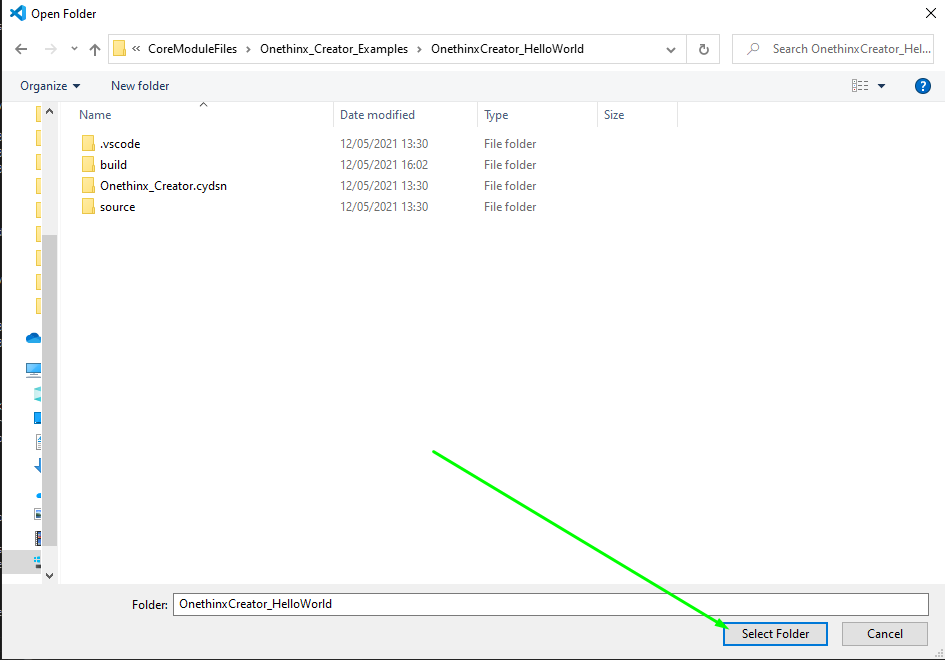 Open Folder
« CoreModuleFiles > Onethinx_Creator_Examples > OnethinxCreator_HelloWorld
Search OnethinxCreator_Hel...
Organize
New folder
?
Name Date modified Type Size
.vscode 12/05/2021 13:30 File folder
build 12/05/2021 16:02 File folder
Onethinx_Creator.cydsn 12/05/2021 13:30 File folder
source 12/05/2021 13:30 File folder
Folder: OnethinxCreator_HelloWorld
Select Folder Cancel